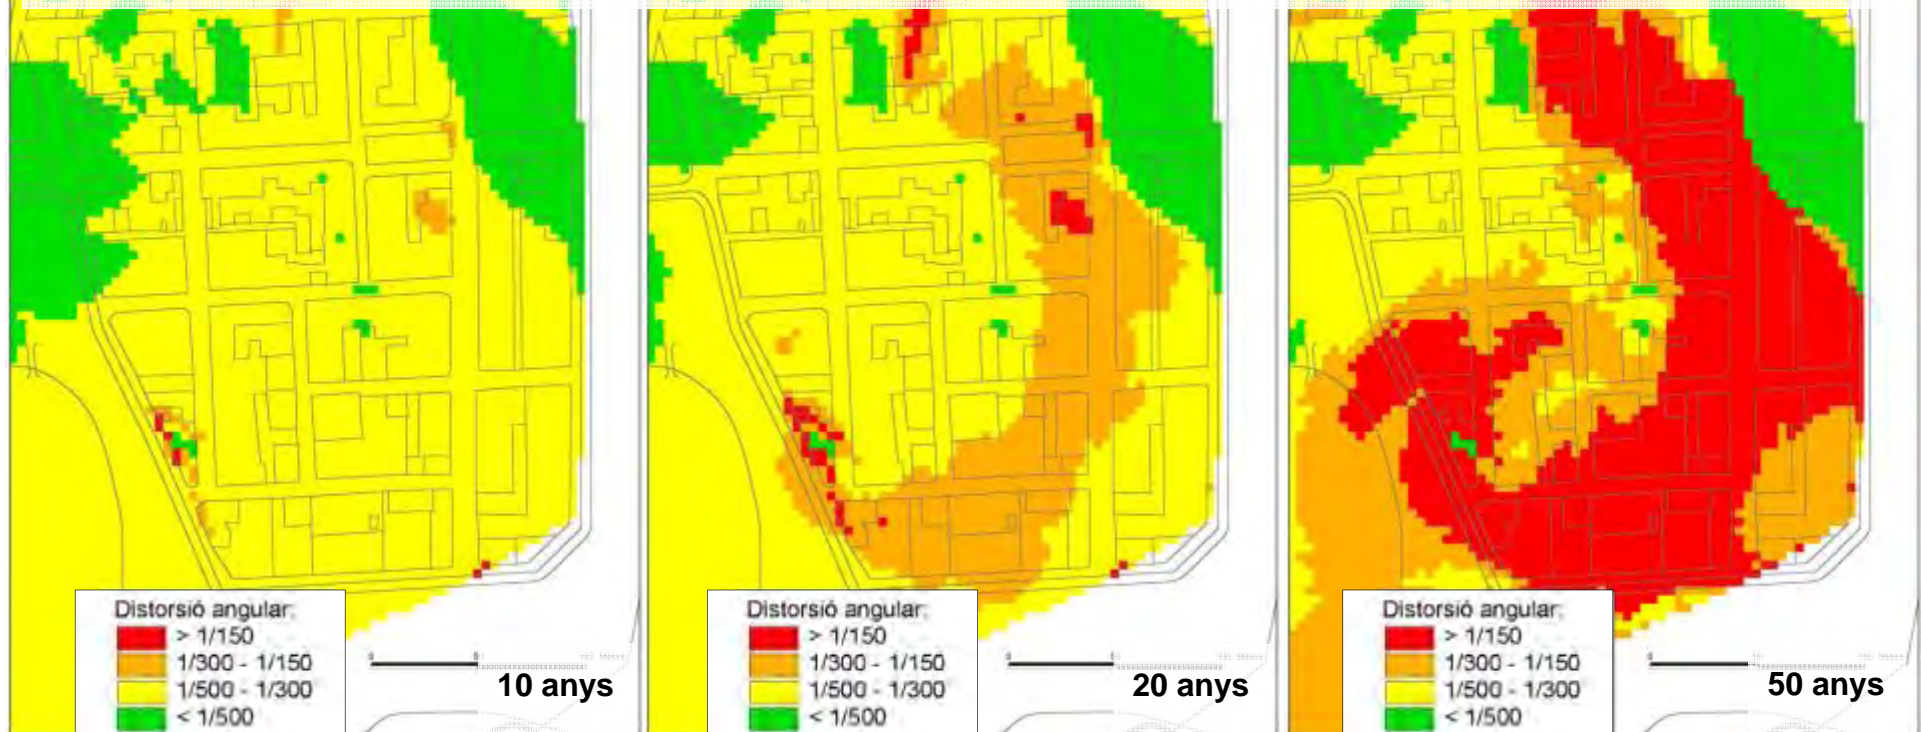 Distorsió angular:
> 1/150
1/300 - 1/150
1/500 - 1/300
< 1/500
10 anys
Distorsió angular:
> 1/150
1/300 - 1/150
1/500 - 1/300
< 1/500
20 anys
Distorsió angular:
> 1/150
1/300 - 1/150
1/500 - 1/300
< 1/500
50 anys